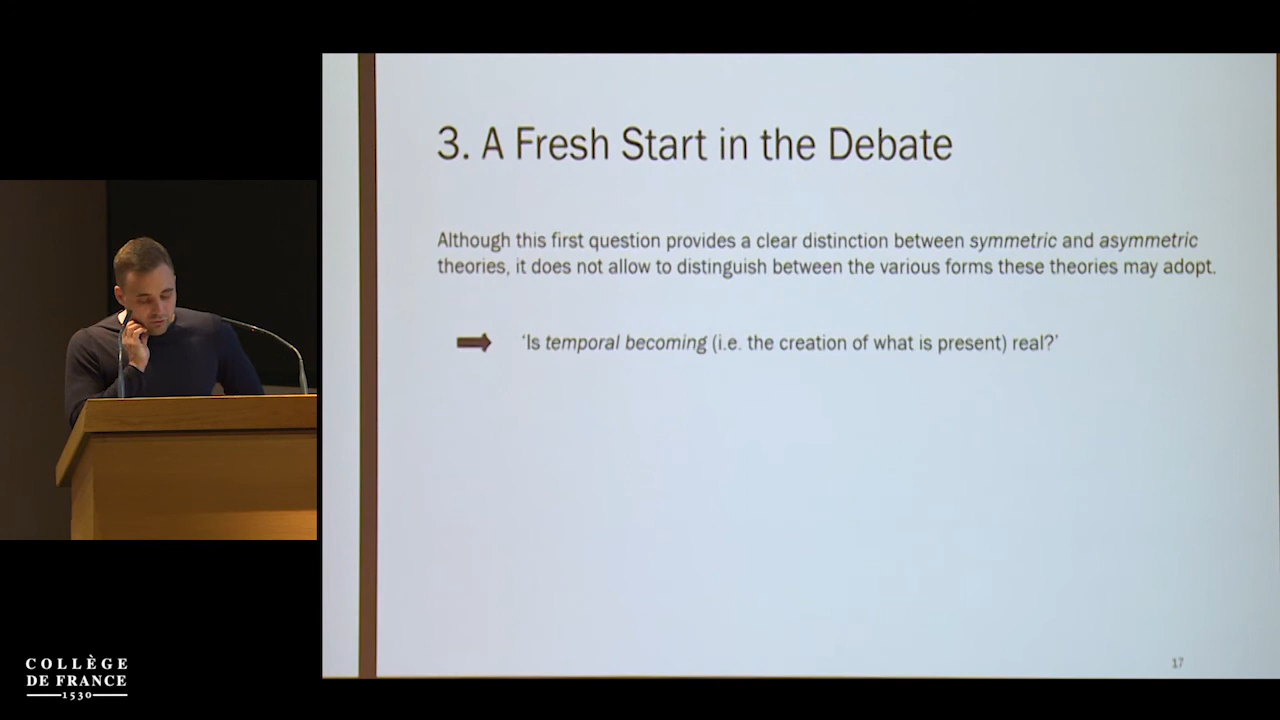 3. A Fresh Start in the Debate
Although this first question provides a clear distinction between symmetric and asymmetric
theories, it does not allow to distinguish between the various forms these theories may adopt.
‘Is temporal becoming (i.e. the creation of what is present) real?’
17
COLLÈGE
DE FRANCE
1530